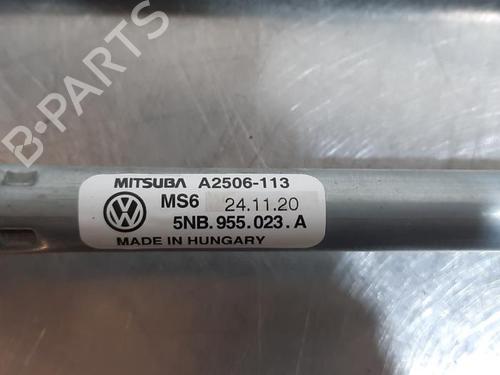 B-PARTS
MITSUBA A2506-113
MS6 24.11.20
5NB.955.023.A
MADE IN HUNGARY